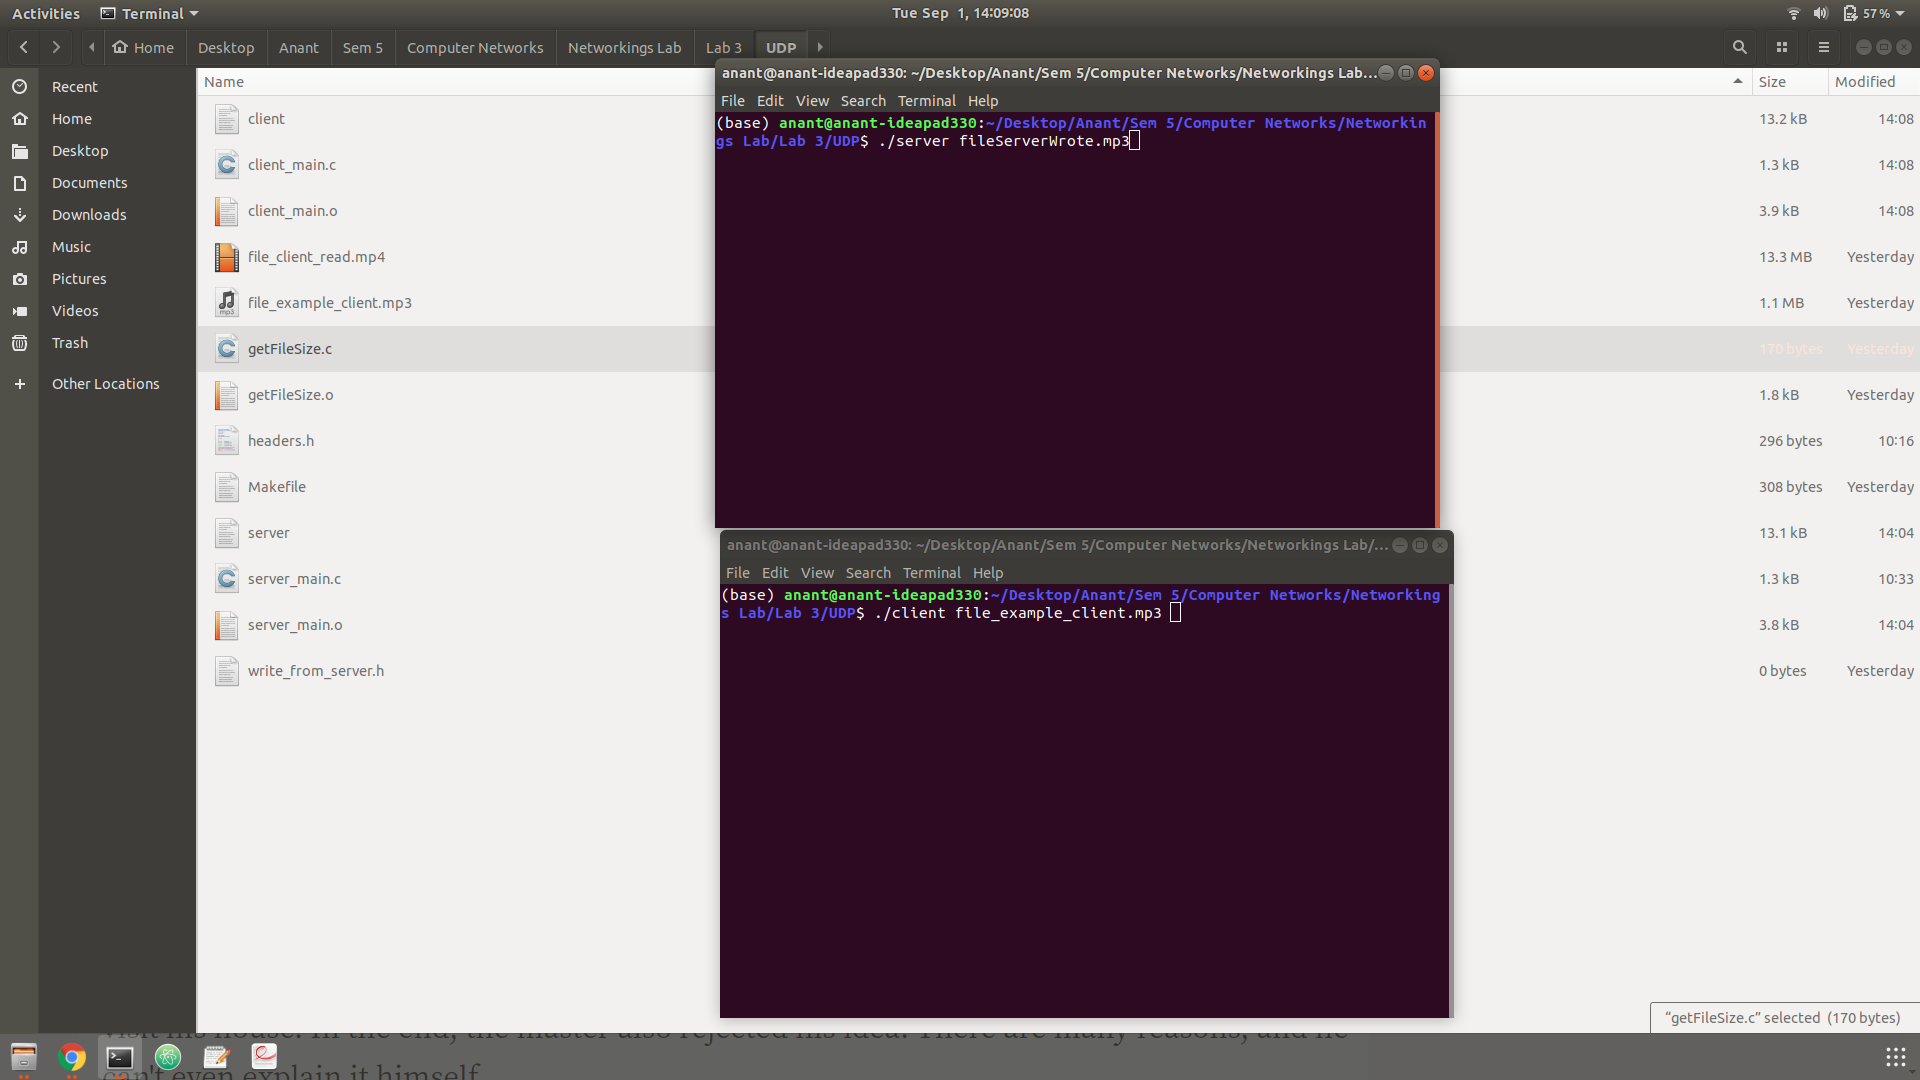 Activities Terminal Tue Sep 1, 14:09:08 57 %
Home Desktop Anant Sem 5 Computer Networks Networkings Lab Lab 3 UDP
Recent
Home
Desktop
Documents
Downloads
Music
Pictures
Videos
Trash
Other Locations
Name Size Modified
client 13.2 kB 14:08
client_main.c 1.3 kB 14:08
client_main.o 3.9 kB 14:08
file_client_read.mp4 13.3 MB Yesterday
file_example_client.mp3 1.1 MB Yesterday
getFileSize.c 170 bytes Yesterday
getFileSize.o 1.8 kB Yesterday
headers.h 296 bytes 10:16
Makefile 308 bytes Yesterday
server 13.1 kB 14:04
server_main.c 1.3 kB 10:33
server_main.o 3.8 kB 14:04
write_from_server.h 0 bytes Yesterday
anant@anant-ideapad330: ~/Desktop/Anant/Sem 5/Computer Networks/Networkings Lab...
File Edit View Search Terminal Help
(base) anant@anant-ideapad330:~/Desktop/Anant/Sem 5/Computer Networks/Networkin
gs Lab/Lab 3/UDP$ ./server fileServerWrote.mp3
anant@anant-ideapad330: ~/Desktop/Anant/Sem 5/Computer Networks/Networkings Lab/...
File Edit View Search Terminal Help
(base) anant@anant-ideapad330:~/Desktop/Anant/Sem 5/Computer Networks/Networking
s Lab/Lab 3/UDP$ ./client file_example_client.mp3
"getFileSize.c" selected (170 bytes)
visit his house. In the end, the master also rejected his idea. There are many reasons, and he
can't even explain it himself